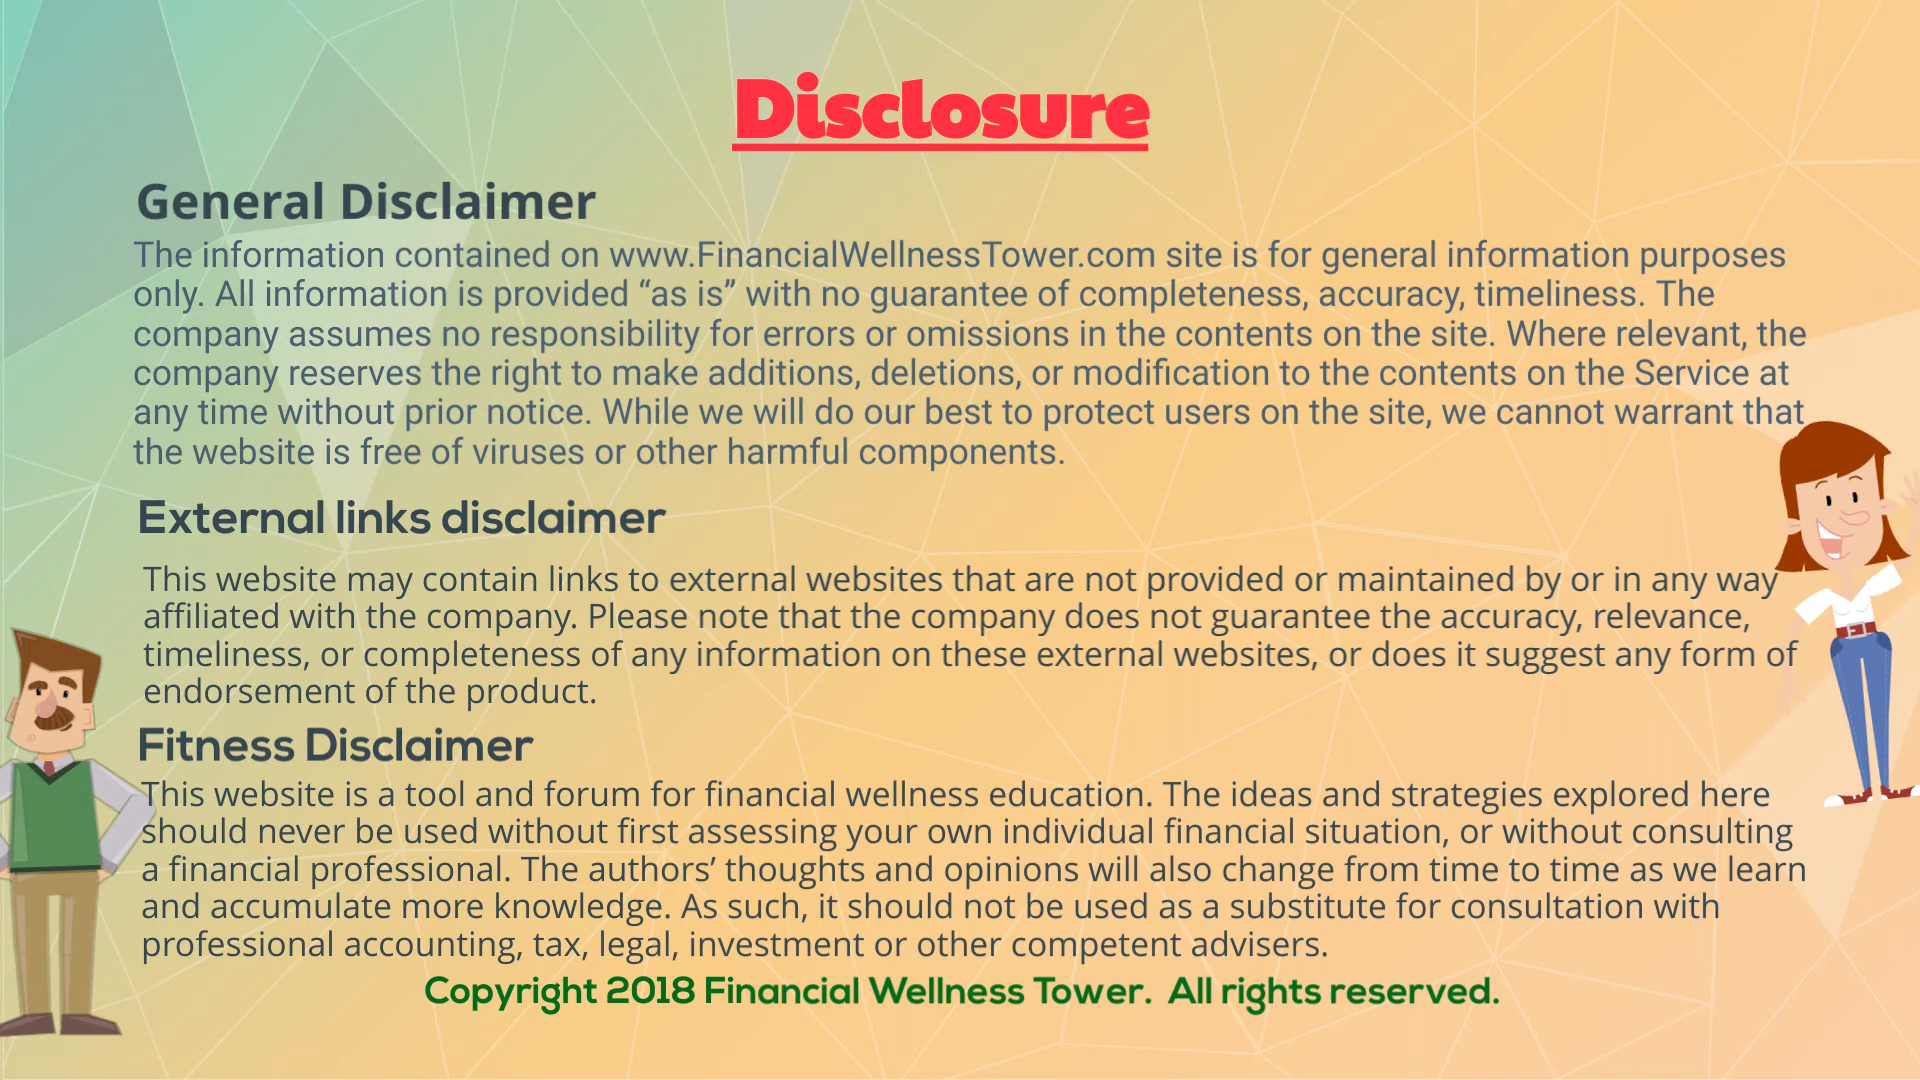 Disclosure
General Disclaimer
The information contained on www.FinancialWellnessTower.com site is for general information purposes
only. All information is provided “as is” with no guarantee of completeness, accuracy, timeliness. The
company assumes no responsibility for errors or omissions in the contents on the site. Where relevant, the
company reserves the right to make additions, deletions, or modification to the contents on the Service at
any time without prior notice. While we will do our best to protect users on the site, we cannot warrant that
the website is free of viruses or other harmful components.
External links disclaimer
This website may contain links to external websites that are not provided or maintained by or in any way
affiliated with the company. Please note that the company does not guarantee the accuracy, relevance,
timeliness, or completeness of any information on these external websites, or does it suggest any form of
endorsement of the product.
Fitness Disclaimer
This website is a tool and forum for financial wellness education. The ideas and strategies explored here
should never be used without first assessing your own individual financial situation, or without consulting
a financial professional. The authors’ thoughts and opinions will also change from time to time as we learn
and accumulate more knowledge. As such, it should not be used as a substitute for consultation with
professional accounting, tax, legal, investment or other competent advisers.
Copyright 2018 Financial Wellness Tower.  All rights reserved.